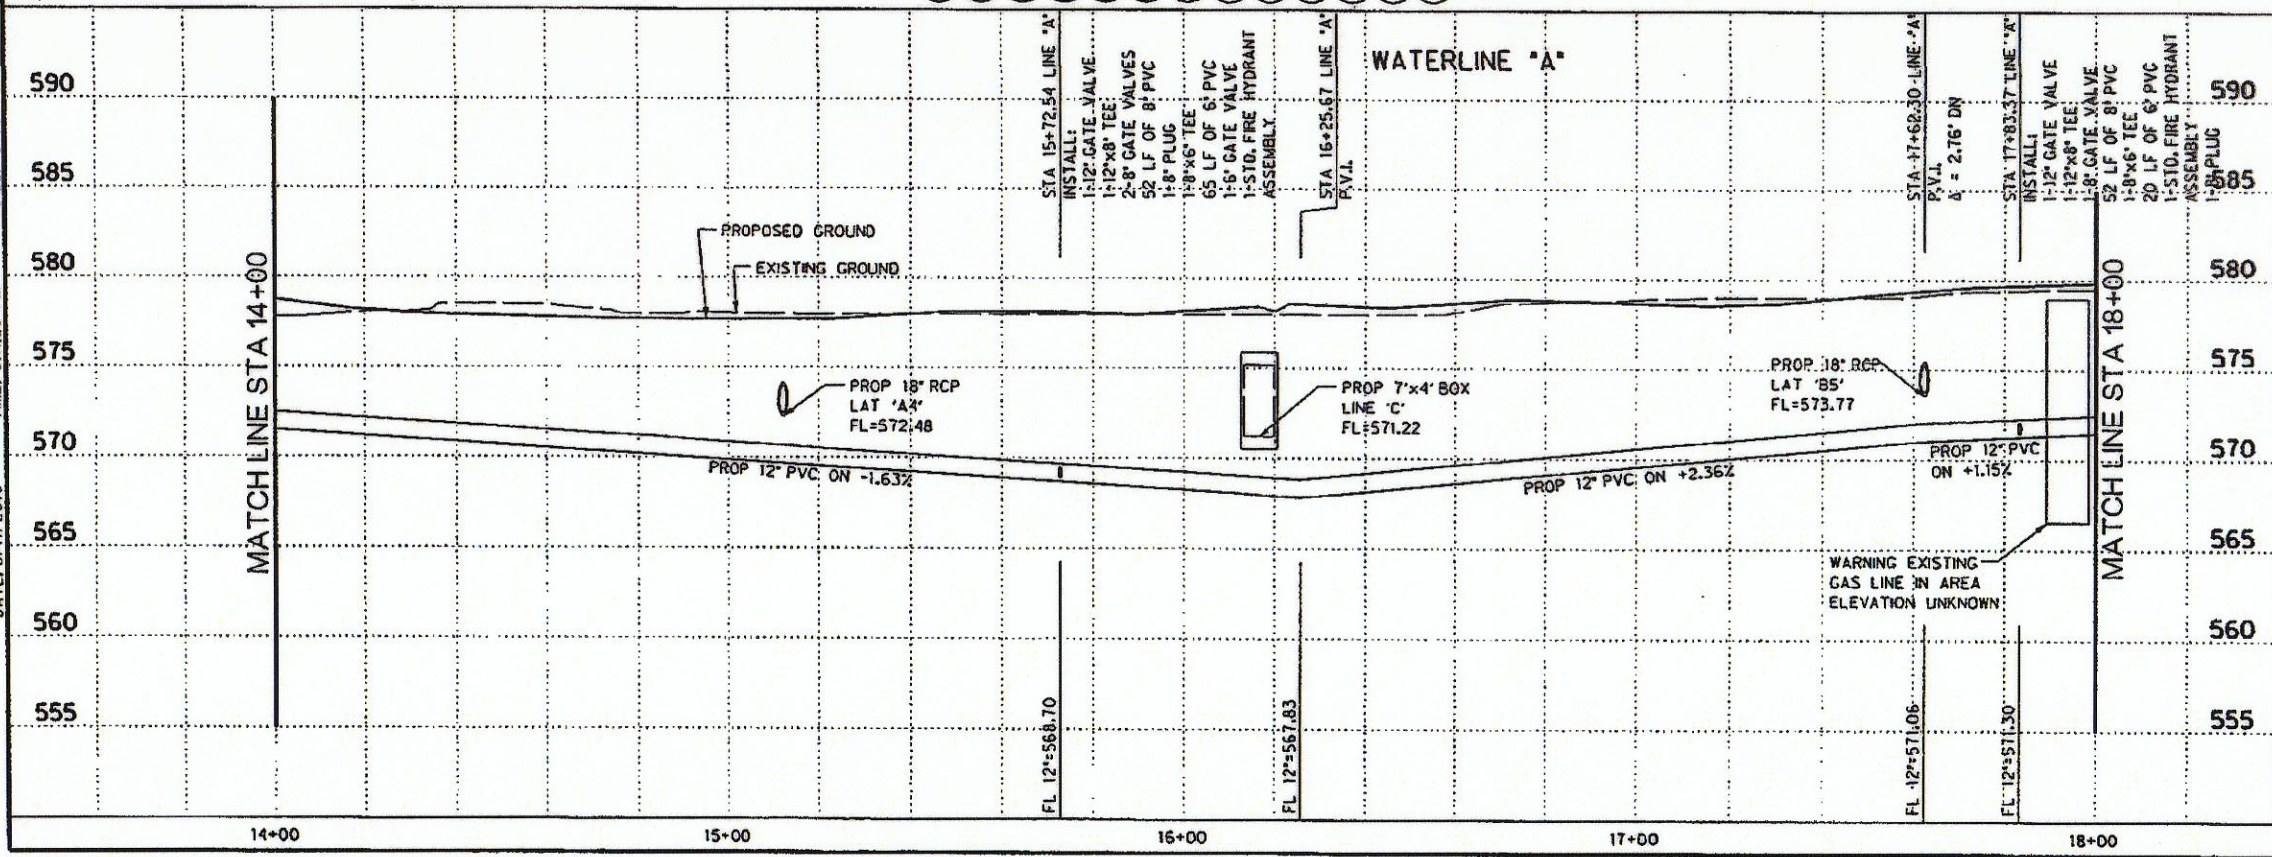 WATERLINE "A"
590
585
580
575
570
565
560
555
590
585
580
575
570
565
560
555
MATCH LINE STA 14+00
PROPOSED GROUND
EXISTING GROUND
STA 15+72.54 LINE "A"
INSTALL:
1-12" GATE VALVE
1-12"x8" TEE
2-8" GATE VALVES
52 LF OF 8" PVC
1-8" PLUG
1-8"x6" TEE
65 LF OF 6" PVC
1-6" GATE VALVE
1-STD. FIRE HYDRANT
ASSEMBLY
STA 16+25.67 LINE "A"
P.V.I.
STA 17+62.30 LINE "A"
P.V.I.
Δ = 2.76' DN
STA 17+83.37 LINE "A"
INSTALL:
1-12" GATE VALVE
1-12"x8" TEE
1-8" GATE VALVE
52 LF OF 8" PVC
1-8"x6" TEE
20 LF OF 6" PVC
1-STD. FIRE HYDRANT
ASSEMBLY
1-8" PLUG
PROP 18" RCP
LAT 'A4'
FL=572.48
PROP 7'x4' BOX
LINE 'C'
FL=571.22
PROP 18" RCP
LAT 'B5'
FL=573.77
PROP 12" PVC ON -1.63%
PROP 12" PVC ON +2.36%
PROP 12" PVC
ON +1.15%
WARNING EXISTING
GAS LINE IN AREA
ELEVATION UNKNOWN
MATCH LINE STA 18+00
FL 12"=568.70
FL 12"=567.83
FL 12"=571.06
FL 12"=571.30
14+00
15+00
16+00
17+00
18+00